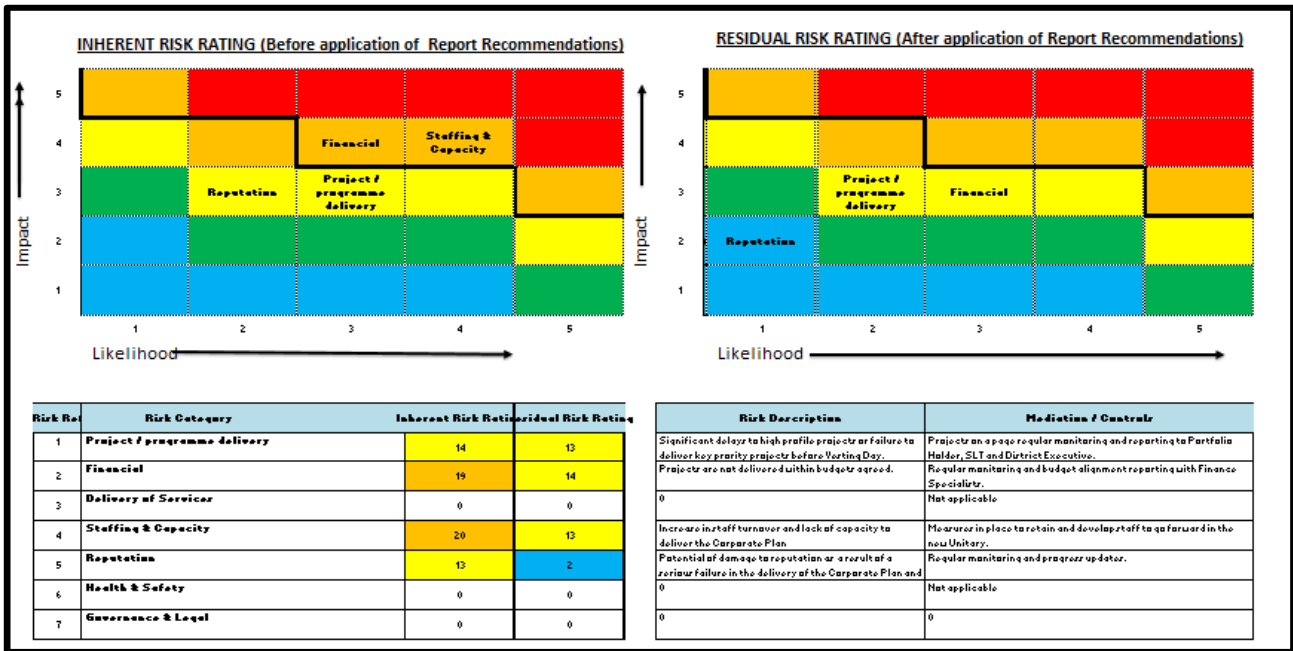 INHERENT RISK RATING (Before application of Report Recommendations)
RESIDUAL RISK RATING (After application of Report Recommendations)
Impact
5
4
3
2
1
Financial
Staffing &
Capacity
Reputation
Project /
programme
delivery
1 2 3 4 5
Likelihood
Impact
5
4
3
2
1
Project /
programme
delivery
Financial
Reputation
1 2 3 4 5
Likelihood
Risk Ref Risk Category Inherent Risk Ratin esidual Risk Rating
1 Project / programme delivery 14 13
2 Financial 19 14
3 Delivery of Services 0 0
4 Staffing & Capacity 20 13
5 Reputation 13 2
6 Health & Safety 0 0
7 Governance & Legal 0 0
Risk Description Mediation / Controls
Significant delays to high profile projects or failure to
deliver key priority projects before Vesting Day.
Project on a page regular monitoring and reporting to Portfolio
Holder, SLT and District Executive.
Projects are not delivered within budgets agreed.
Regular monitoring and budget alignment reporting with Finance
Specialists.
0 Not applicable
Increase in staff turnover and lack of capacity to
deliver the Corporate Plan
Measures in place to retain and develop staff to go forward in the
new Unitary.
Potential of damage to reputation as a result of a
serious failure in the delivery of the Corporate Plan and
Regular monitoring and progress updates.
0 Not applicable
0 0